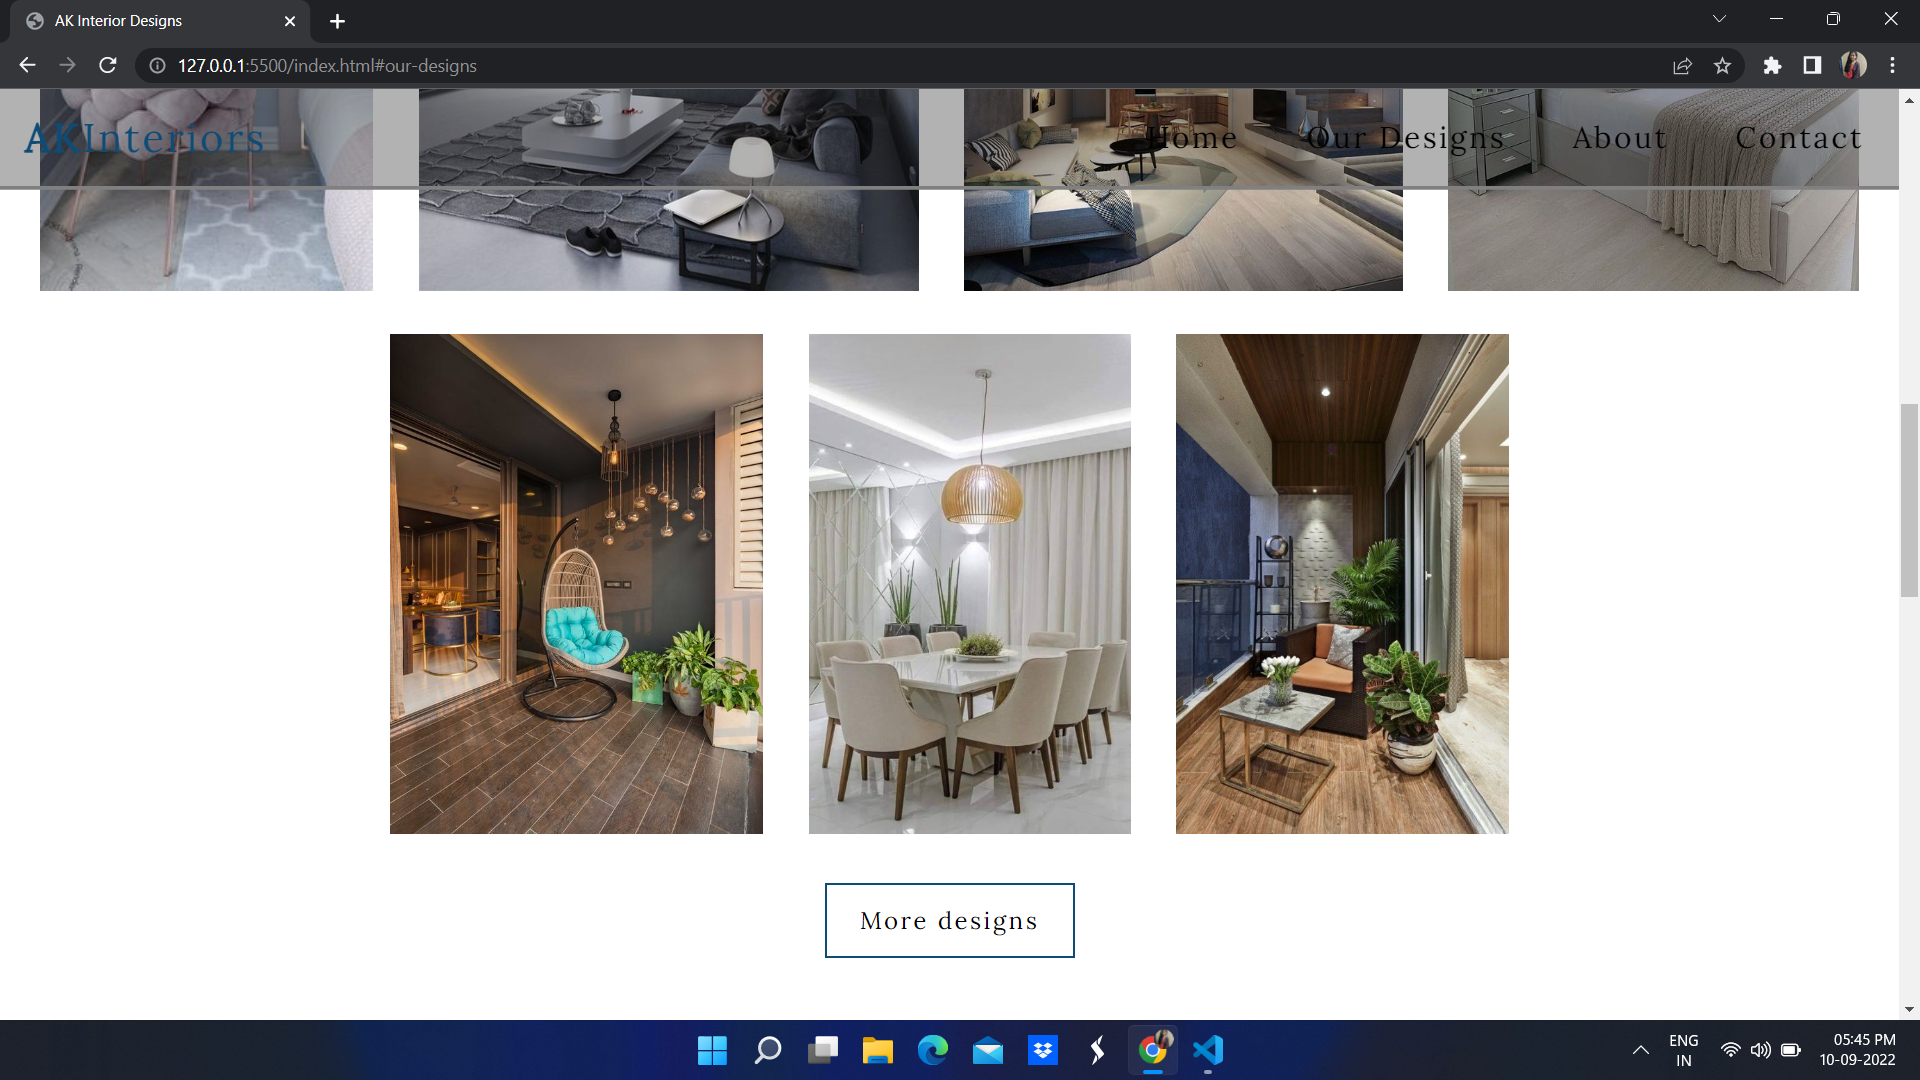 AK Interior Designs
127.0.0.1:5500/index.html#our-designs
AKInteriors
Home
Our Designs
About
Contact
More designs
ENG
IN
05:45 PM
10-09-2022